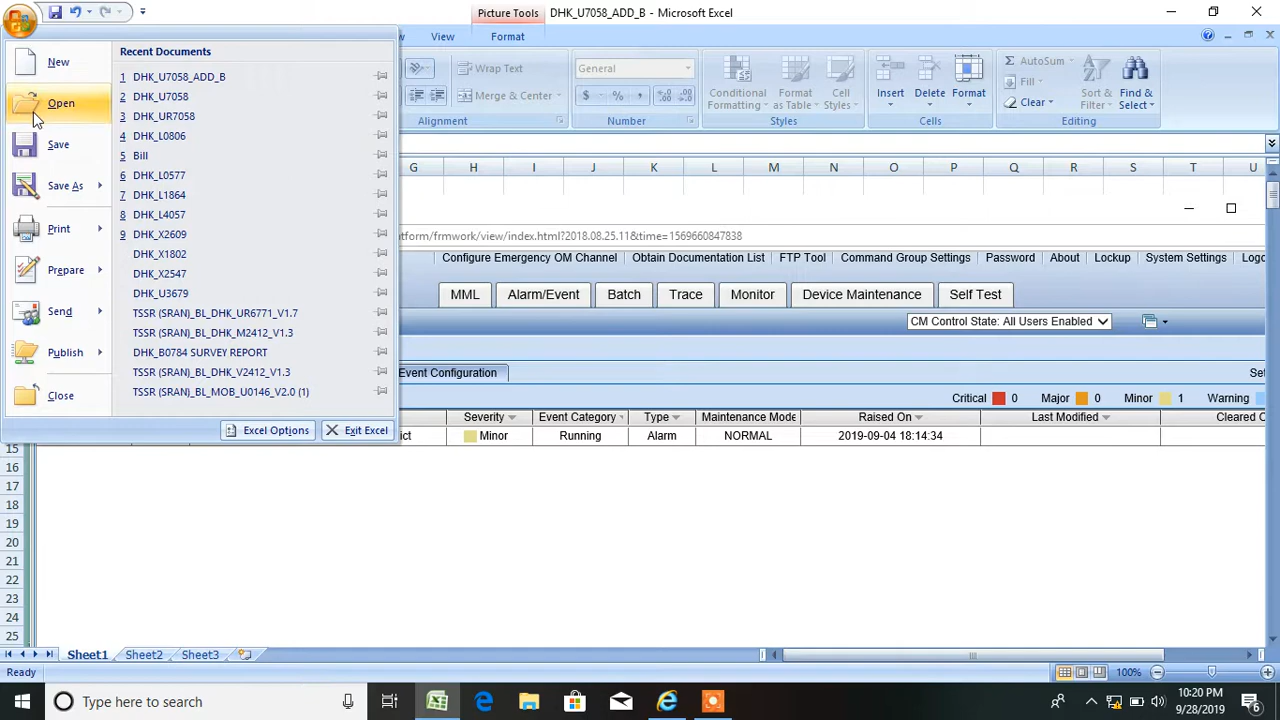 Picture Tools DHK_U7058_ADD_B - Microsoft Excel
View Format
Recent Documents
New
Open
Save
Save As
Print
Prepare
Send
Publish
Close
1 DHK_U7058_ADD_B
2 DHK_U7058
3 DHK_UR7058
4 DHK_L0806
5 Bill
6 DHK_L0577
7 DHK_L1864
8 DHK_L4057
9 DHK_X2609
DHK_X1802
DHK_X2547
DHK_U3679
TSSR (SRAN)_BL_DHK_UR6771_V1.7
TSSR (SRAN)_BL_DHK_M2412_V1.3
DHK_B0784 SURVEY REPORT
TSSR (SRAN)_BL_DHK_V2412_V1.3
TSSR (SRAN)_BL_MOB_U0146_V2.0 (1)
Excel Options Exit Excel
Wrap Text General AutoSum
Merge & Center $ % , Fill
Conditional Formatting Format as Table Cell Styles Insert Delete Format Clear Sort & Filter Find & Select
Alignment Number Styles Cells Editing
G H I J K L M N O P Q R S T U
atform/frmwork/view/index.html?2018.08.25.11&time=1569660847838
Configure Emergency OM Channel Obtain Documentation List FTP Tool Command Group Settings Password About Lockup System Settings Logo
MML Alarm/Event Batch Trace Monitor Device Maintenance Self Test
CM Control State: All Users Enabled
Event Configuration Set
Critical 0 Major 0 Minor 1 Warning
Severity Event Category Type Maintenance Mode Raised On Last Modified Cleared O
ict Minor Running Alarm NORMAL 2019-09-04 18:14:34
15
16
17
18
19
20
21
22
23
24
25
Sheet1 Sheet2 Sheet3
Ready 100%
Type here to search 10:20 PM
9/28/2019 6